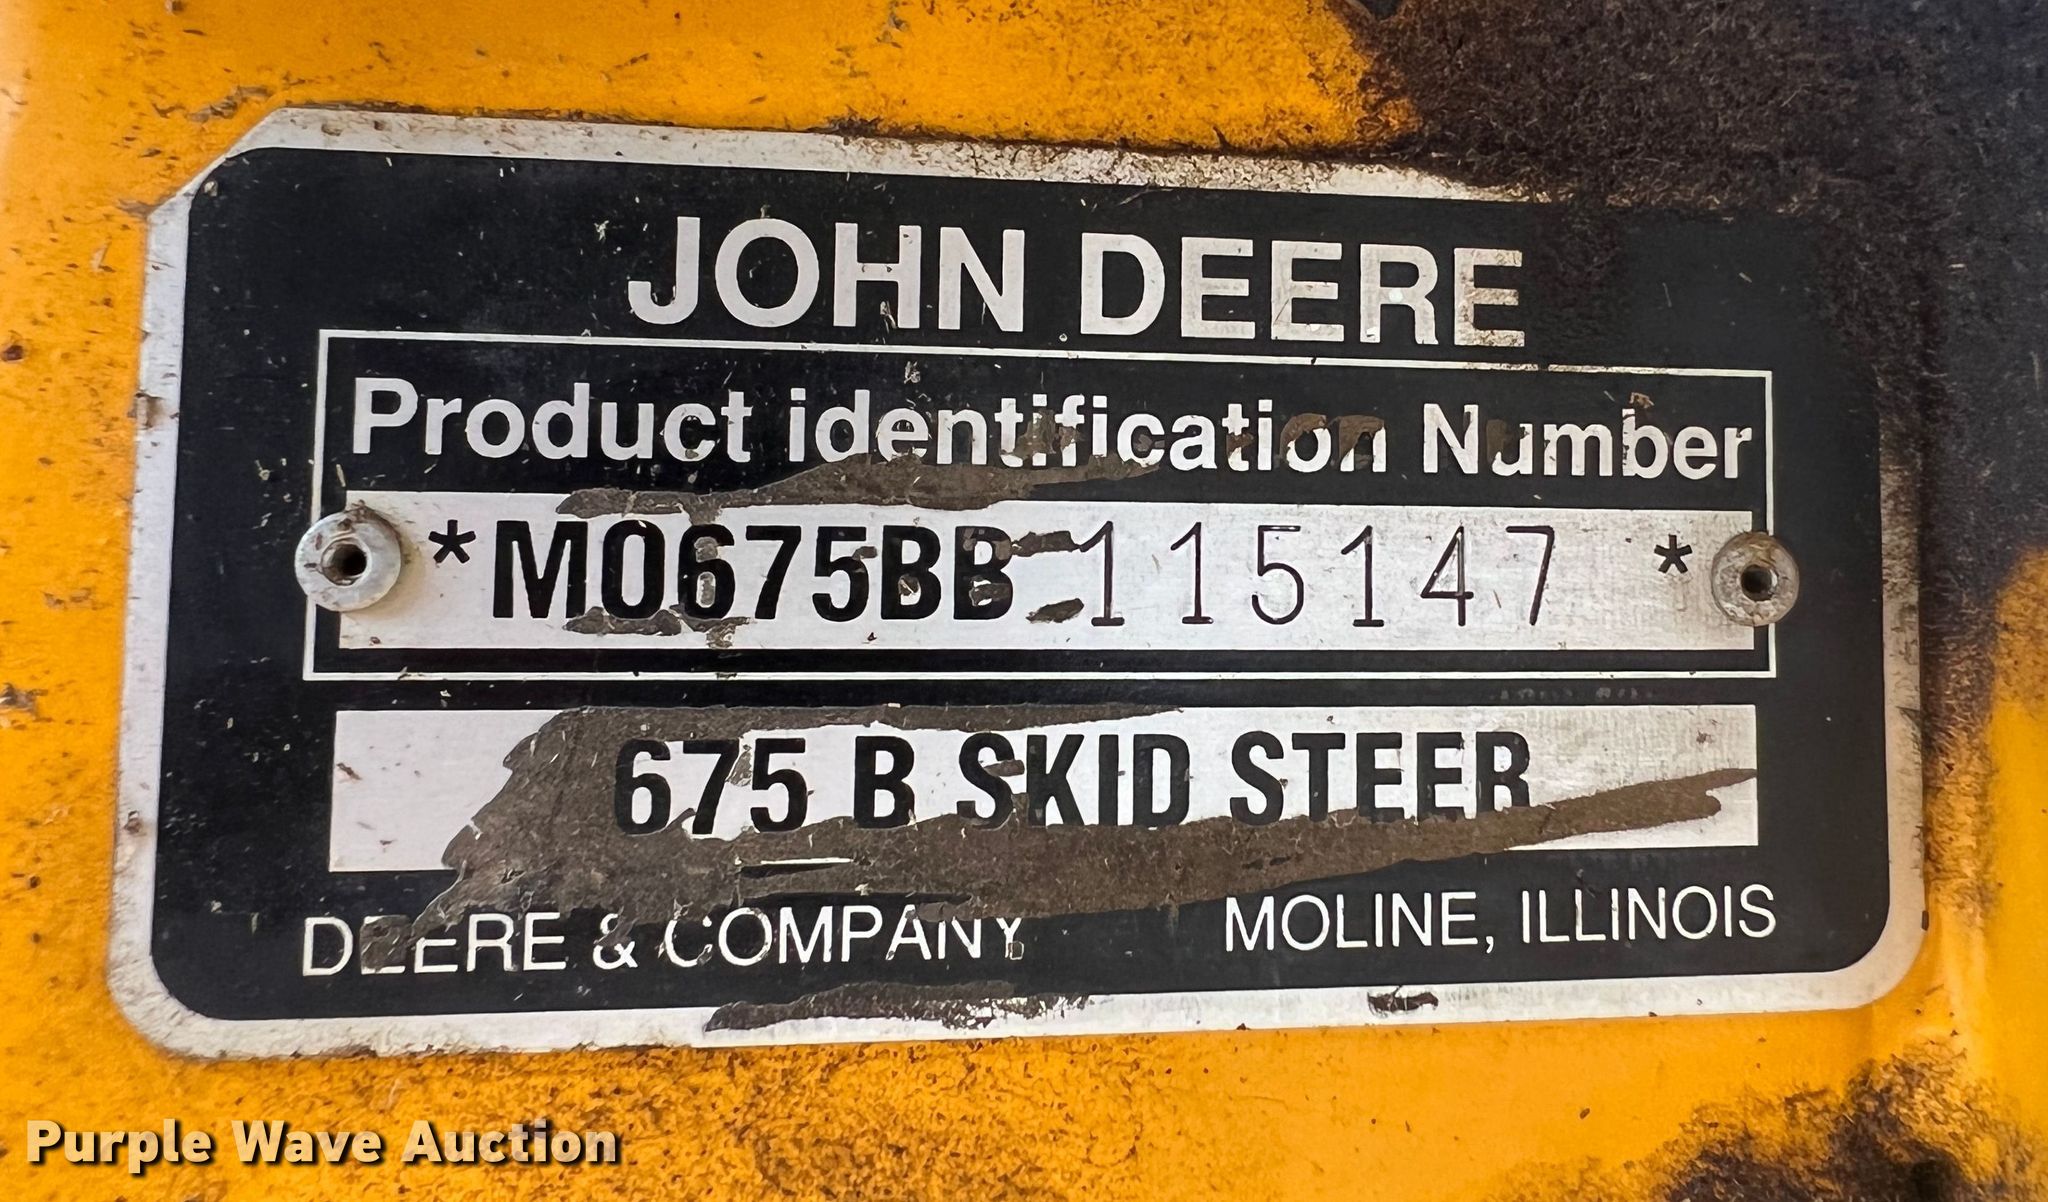 JOHN DEERE
Product identification Number
*M0675BB 115147 *
675 B SKID STEER
DEERE & COMPANY MOLINE, ILLINOIS
Purple Wave Auction